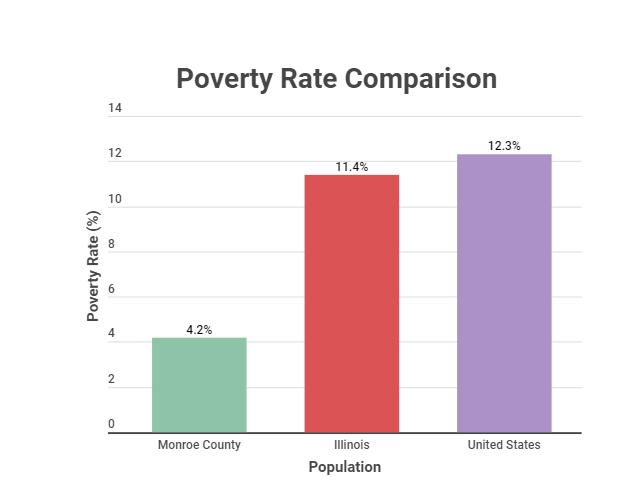 Poverty Rate Comparison
14
12
10
8
6
4
2
0
Poverty Rate (%)
4.2%
11.4%
12.3%
Monroe County
Illinois
United States
Population